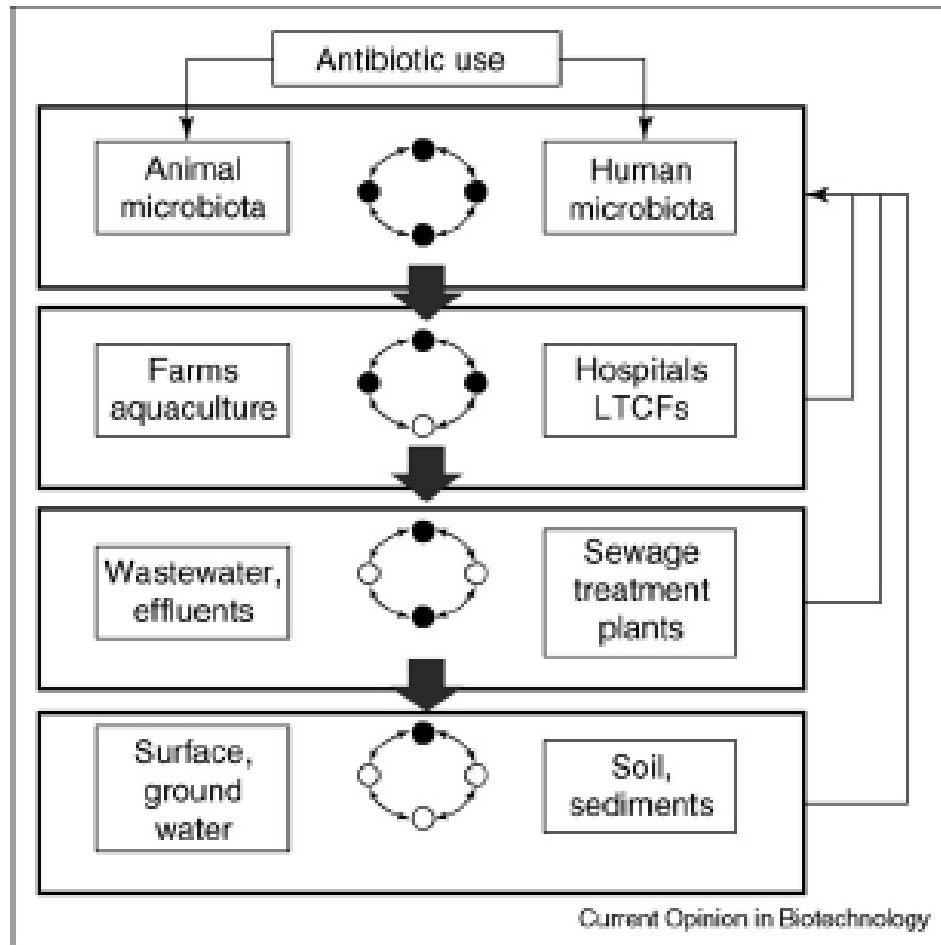 Antibiotic use
Animal
microbiota
Human
microbiota
Farms
aquaculture
Hospitals
LTCFs
Wastewater,
effluents
Sewage
treatment
plants
Surface,
ground
water
Soil,
sediments
Current Opinion in Biotechnology